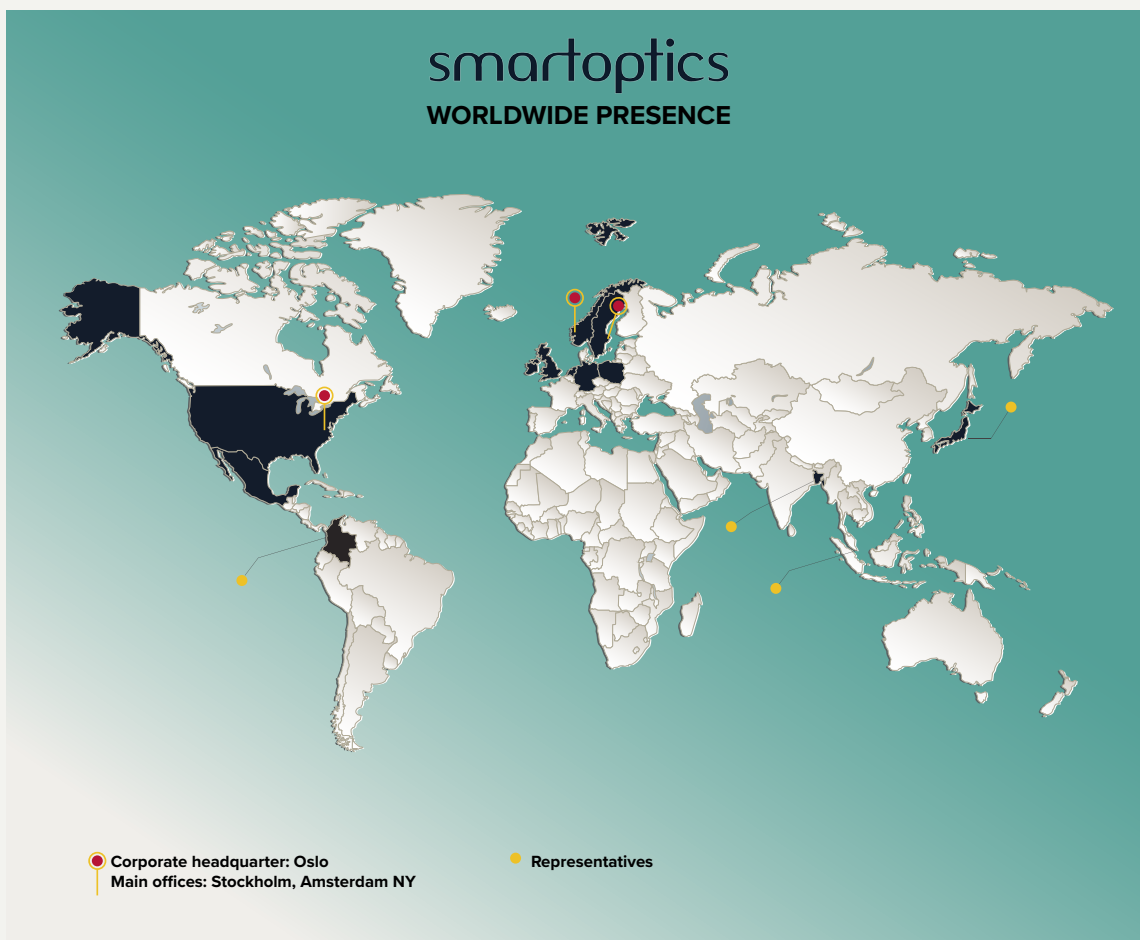 smartoptics
WORLDWIDE PRESENCE
Corporate headquarter: Oslo
Main offices: Stockholm, Amsterdam NY
Representatives